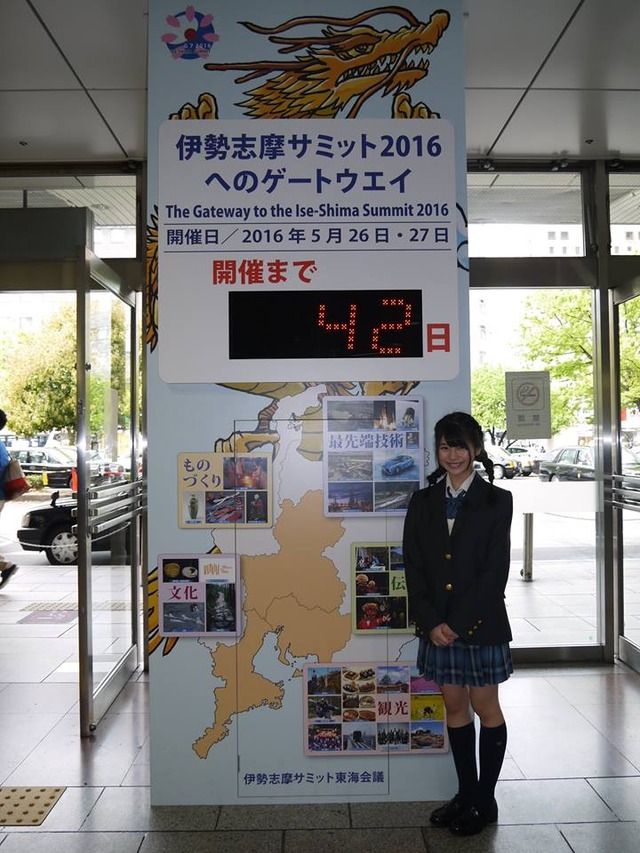 伊勢志摩サミット2016
へのゲートウエイ
The Gateway to the Ise-Shima Summit 2016
開催日／2016年5月26日・27日
開催まで
42日
最先端技術
ものづくり
文化
伝
観光
伊勢志摩サミット東海会議